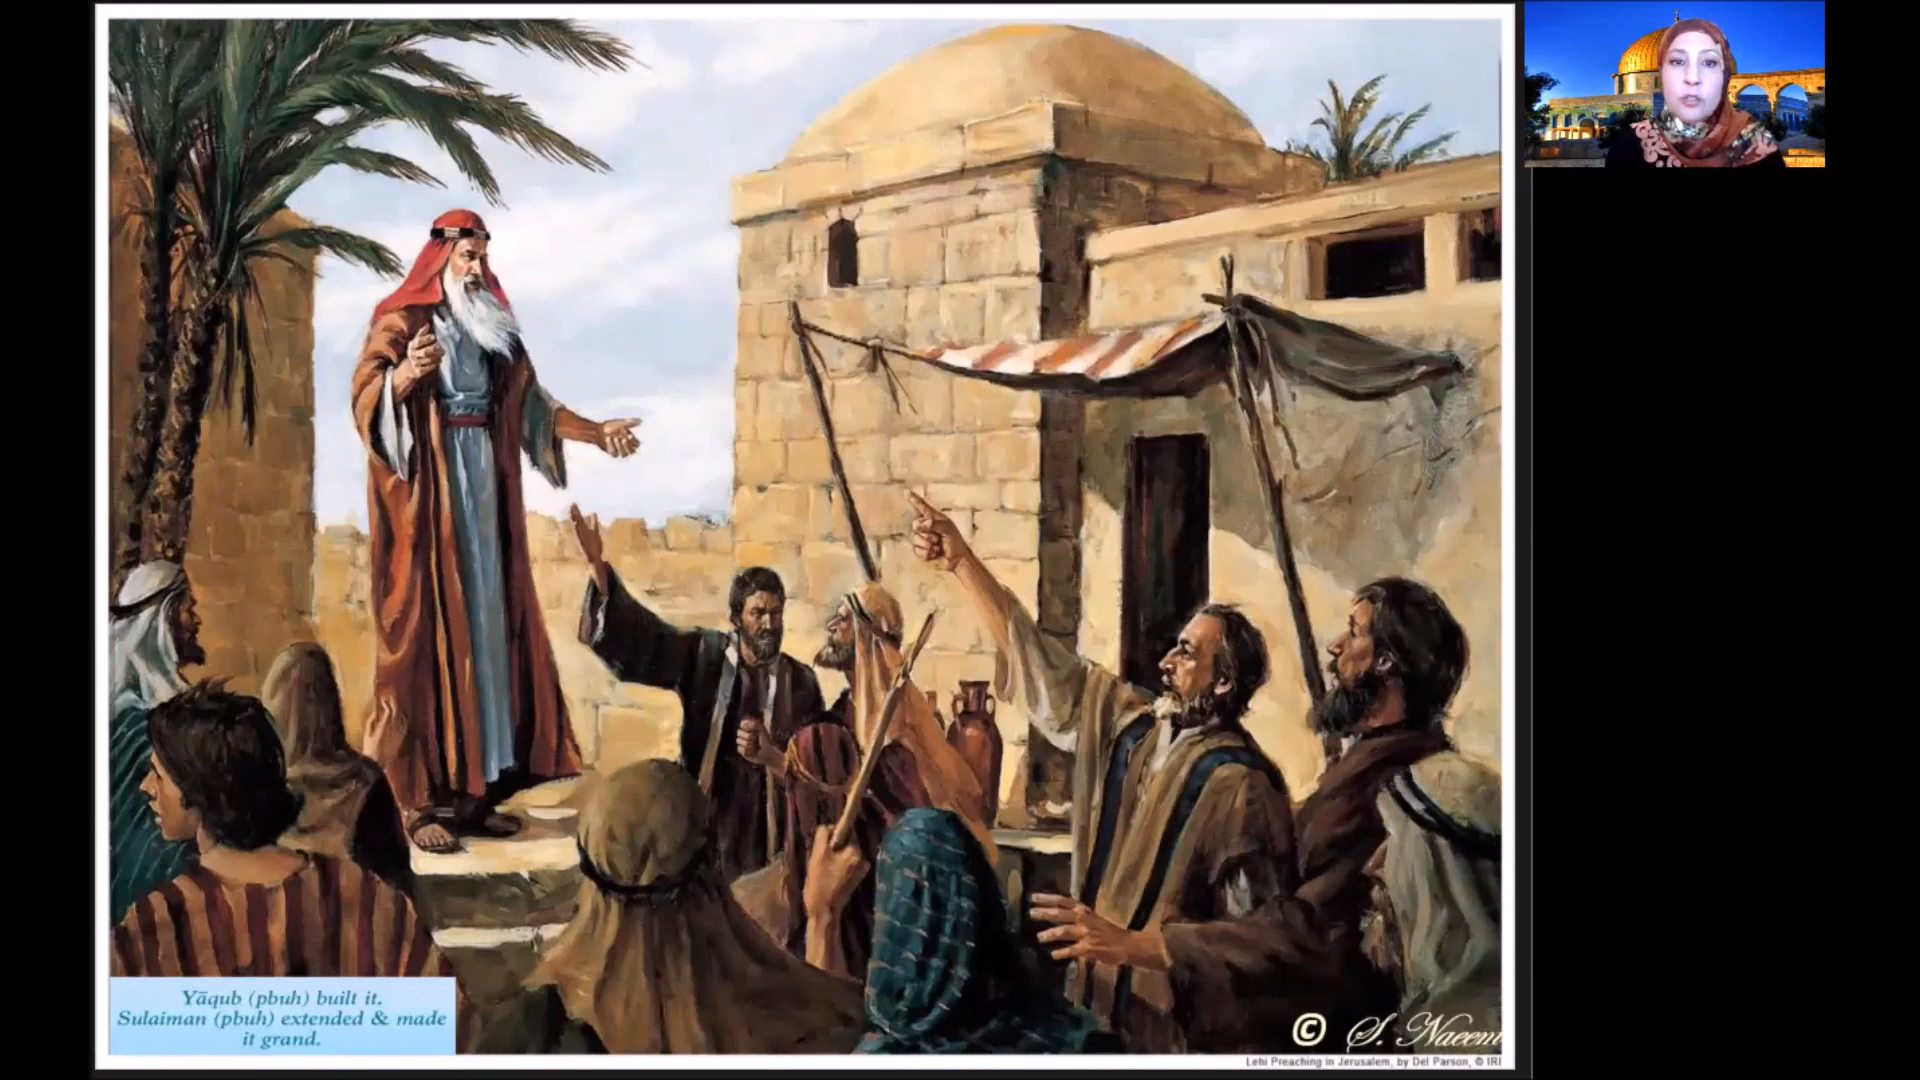 Yāqub (pbuh) built it.
Sulaiman (pbuh) extended & made
it grand.
© S. Naeem
Lehi Preaching in Jerusalem, by Del Parson, © IRI